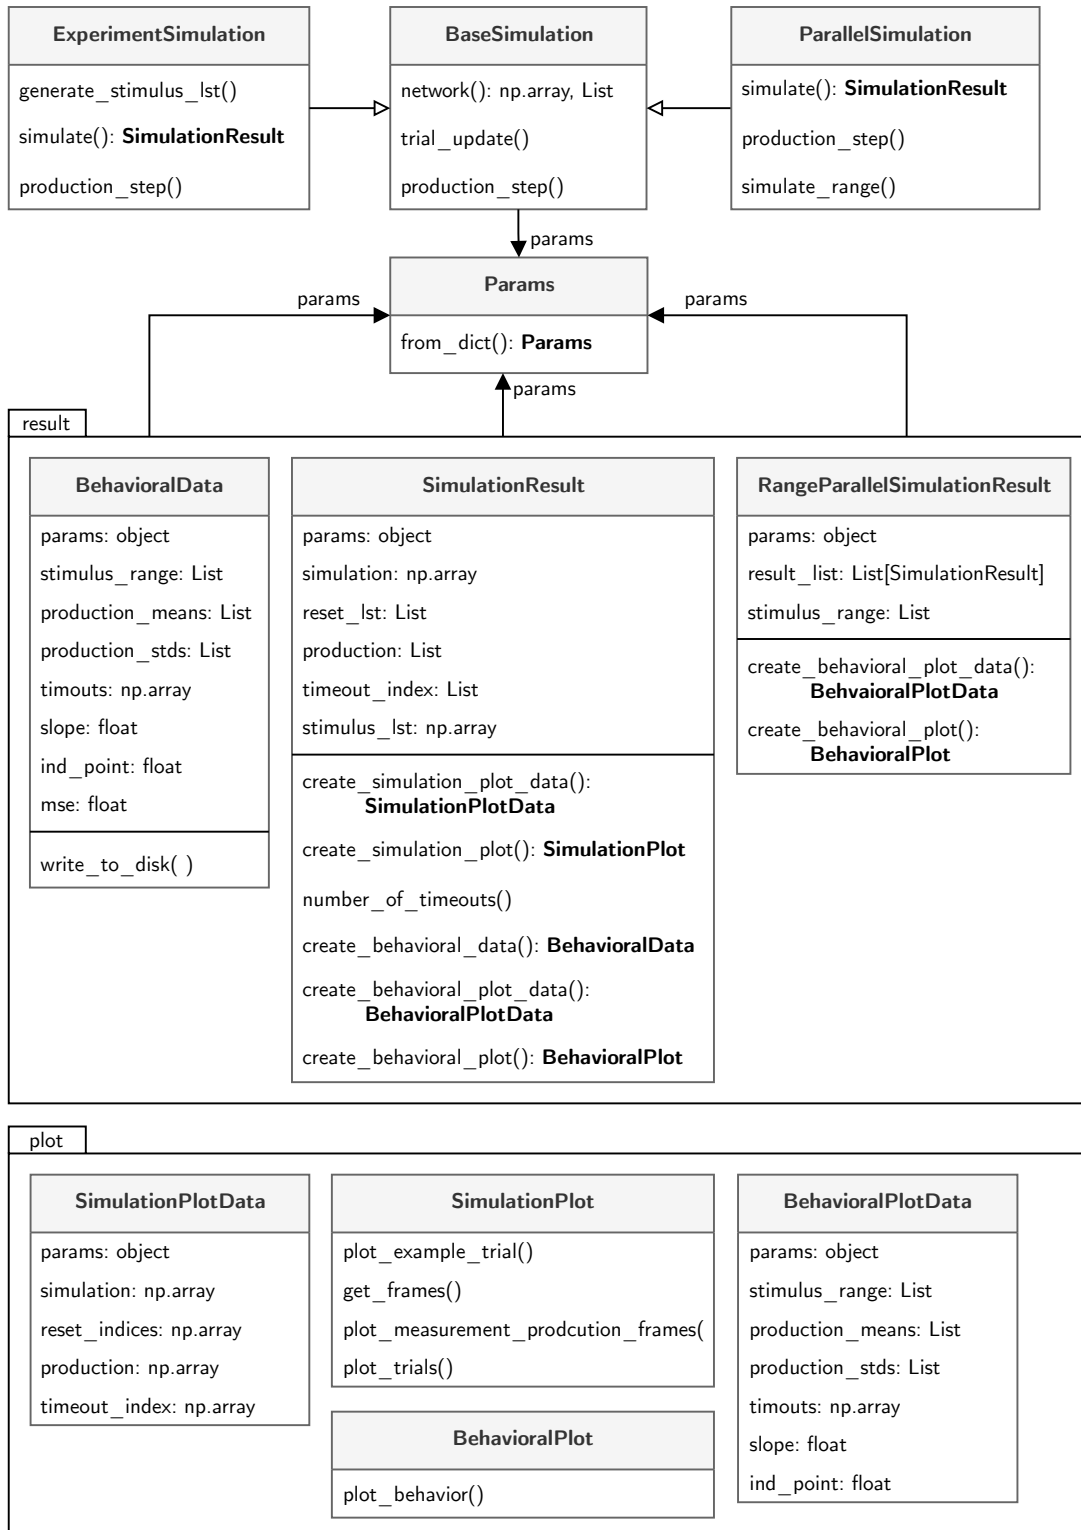 ExperimentSimulation
generate_stimulus_lst()
simulate(): SimulationResult
production_step()
BaseSimulation
network(): np.array, List
trial_update()
production_step()
ParallelSimulation
simulate(): SimulationResult
production_step()
simulate_range()
params
Params
from_dict(): Params
params
params
params
result
BehavioralData
params: object
stimulus_range: List
production_means: List
production_stds: List
timouts: np.array
slope: float
ind_point: float
mse: float
write_to_disk( )
SimulationResult
params: object
simulation: np.array
reset_lst: List
production: List
timeout_index: List
stimulus_lst: np.array
create_simulation_plot_data():
SimulationPlotData
create_simulation_plot(): SimulationPlot
number_of_timeouts()
create_behavioral_data(): BehavioralData
create_behavioral_plot_data():
BehavioralPlotData
create_behavioral_plot(): BehavioralPlot
RangeParallelSimulationResult
params: object
result_list: List[SimulationResult]
stimulus_range: List
create_behavioral_plot_data():
BehvaioralPlotData
create_behavioral_plot():
BehavioralPlot
plot
SimulationPlotData
params: object
simulation: np.array
reset_indices: np.array
production: np.array
timeout_index: np.array
SimulationPlot
plot_example_trial()
get_frames()
plot_measurement_prodcution_frames(
plot_trials()
BehavioralPlot
plot_behavior()
BehavioralPlotData
params: object
stimulus_range: List
production_means: List
production_stds: List
timouts: np.array
slope: float
ind_point: float